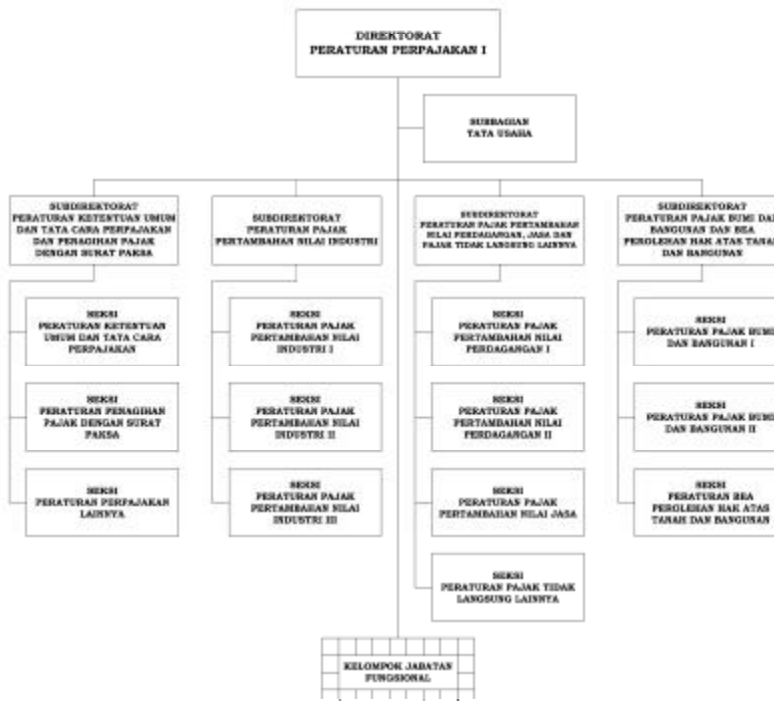 DIREKTORAT
PERATURAN PERPAJAKAN I
SUBBAGIAN
TATA USAHA
SUBDIREKTORAT
PERATURAN KETENTUAN UMUM
DAN TATA CARA PERPAJAKAN
DAN PENAGIHAN PAJAK
DENGAN SURAT PAKSA
SEKSI
PERATURAN KETENTUAN
UMUM DAN TATA CARA
PERPAJAKAN
SEKSI
PERATURAN PENAGIHAN
PAJAK DENGAN SURAT
PAKSA
SEKSI
PERATURAN PERPAJAKAN
LAINNYA
SUBDIREKTORAT
PERATURAN PAJAK
PERTAMBAHAN NILAI INDUSTRI
SEKSI
PERATURAN PAJAK
PERTAMBAHAN NILAI
INDUSTRI I
SEKSI
PERATURAN PAJAK
PERTAMBAHAN NILAI
INDUSTRI II
SEKSI
PERATURAN PAJAK
PERTAMBAHAN NILAI
INDUSTRI III
SUBDIREKTORAT
PERATURAN PAJAK PERTAMBAHAN
NILAI PERDAGANGAN, JASA DAN
PAJAK TIDAK LANGSUNG LAINNYA
SEKSI
PERATURAN PAJAK
PERTAMBAHAN NILAI
PERDAGANGAN I
SEKSI
PERATURAN PAJAK
PERTAMBAHAN NILAI
PERDAGANGAN II
SEKSI
PERATURAN PAJAK
PERTAMBAHAN NILAI JASA
SEKSI
PERATURAN PAJAK TIDAK
LANGSUNG LAINNYA
SUBDIREKTORAT
PERATURAN PAJAK BUMI DAN
BANGUNAN DAN BEA
PEROLEHAN HAK ATAS TANAH
DAN BANGUNAN
SEKSI
PERATURAN PAJAK BUMI
DAN BANGUNAN I
SEKSI
PERATURAN PAJAK BUMI
DAN BANGUNAN II
SEKSI
PERATURAN BEA
PEROLEHAN HAK ATAS
TANAH DAN BANGUNAN
KELOMPOK JABATAN
FUNGSIONAL